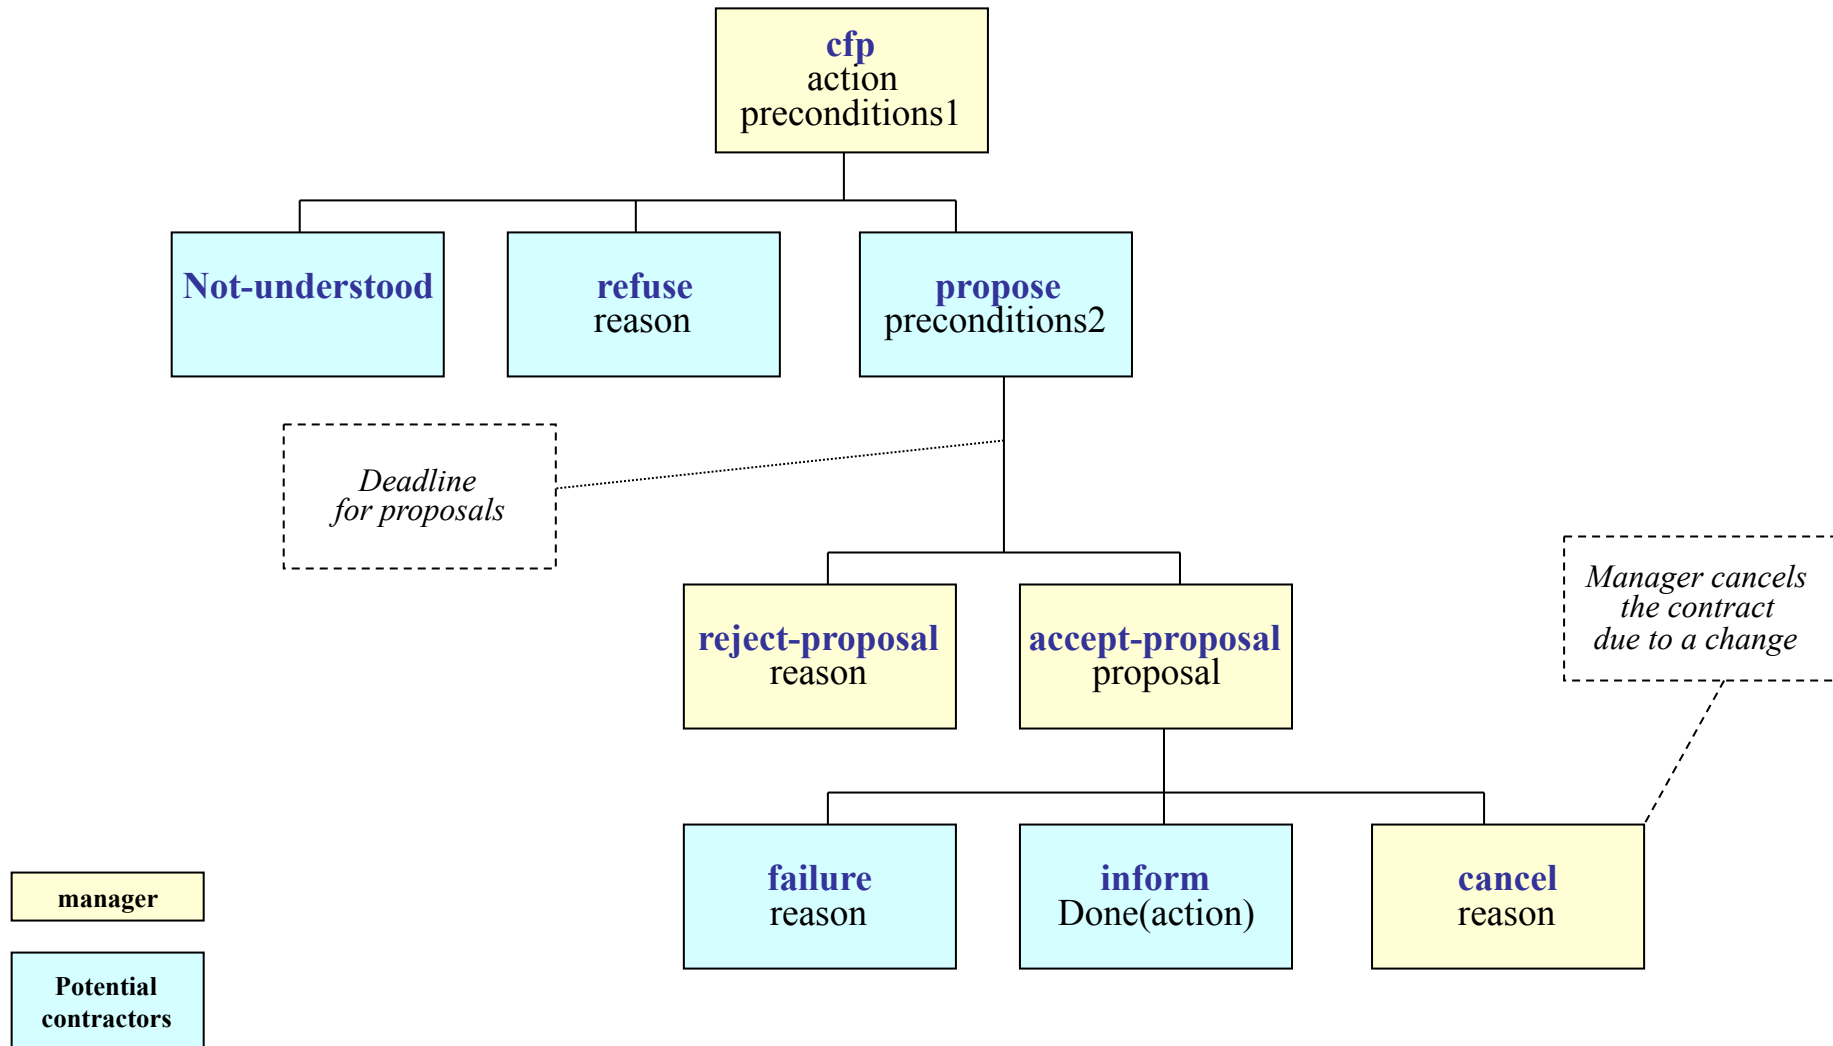 cfp
action
preconditions1
Not-understood
refuse
reason
propose
preconditions2
Deadline
for proposals
Manager cancels
the contract
due to a change
reject-proposal
reason
accept-proposal
proposal
failure
reason
inform
Done(action)
cancel
reason
manager
Potential
contractors